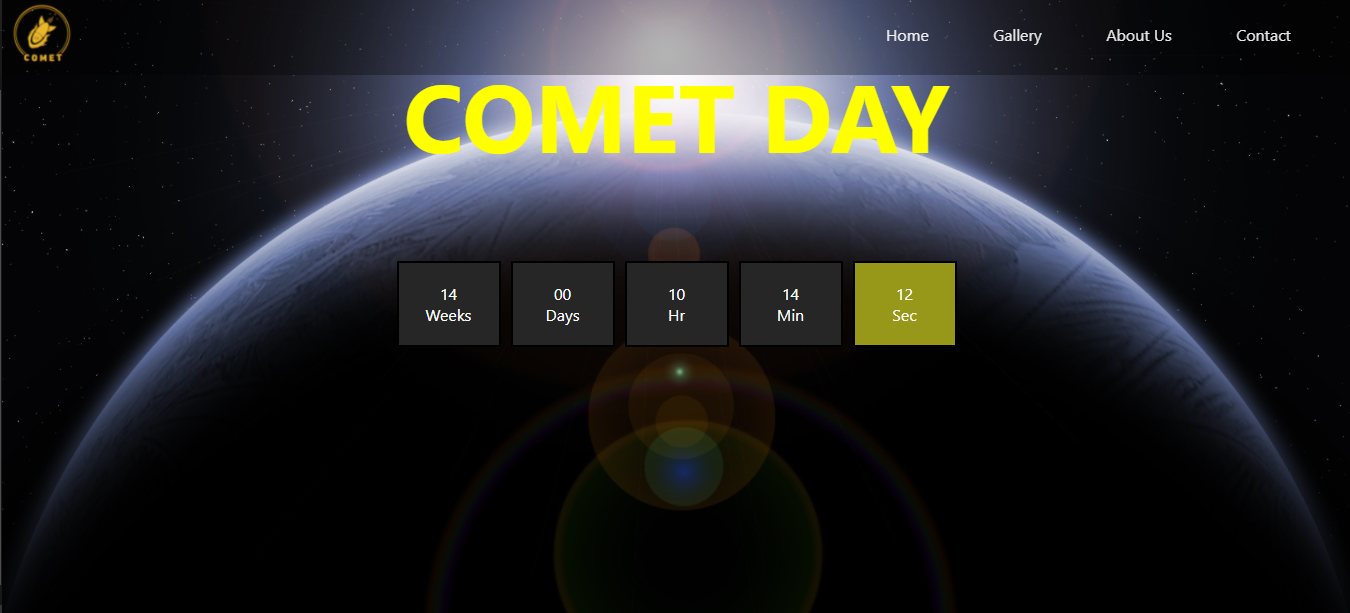 COMET
Home
Gallery
About Us
Contact
COMET DAY
14
Weeks
00
Days
10
Hr
14
Min
12
Sec